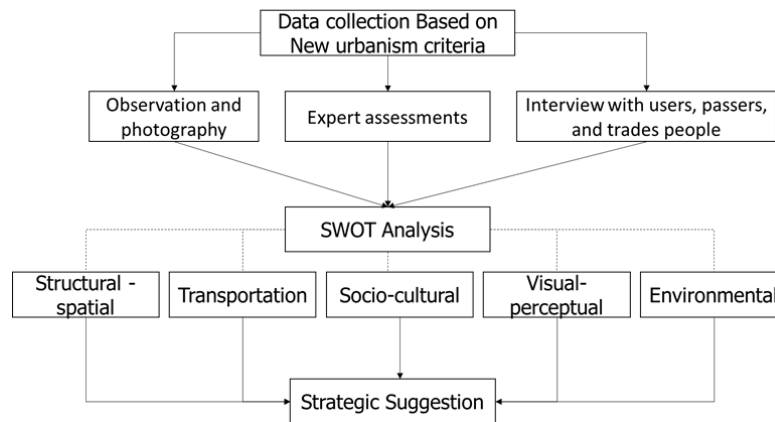 Data collection Based on
New urbanism criteria
Observation and
photography
Expert assessments
Interview with users, passers,
and trades people
SWOT Analysis
Structural -
spatial
Transportation
Socio-cultural
Visual-
perceptual
Environmental
Strategic Suggestion